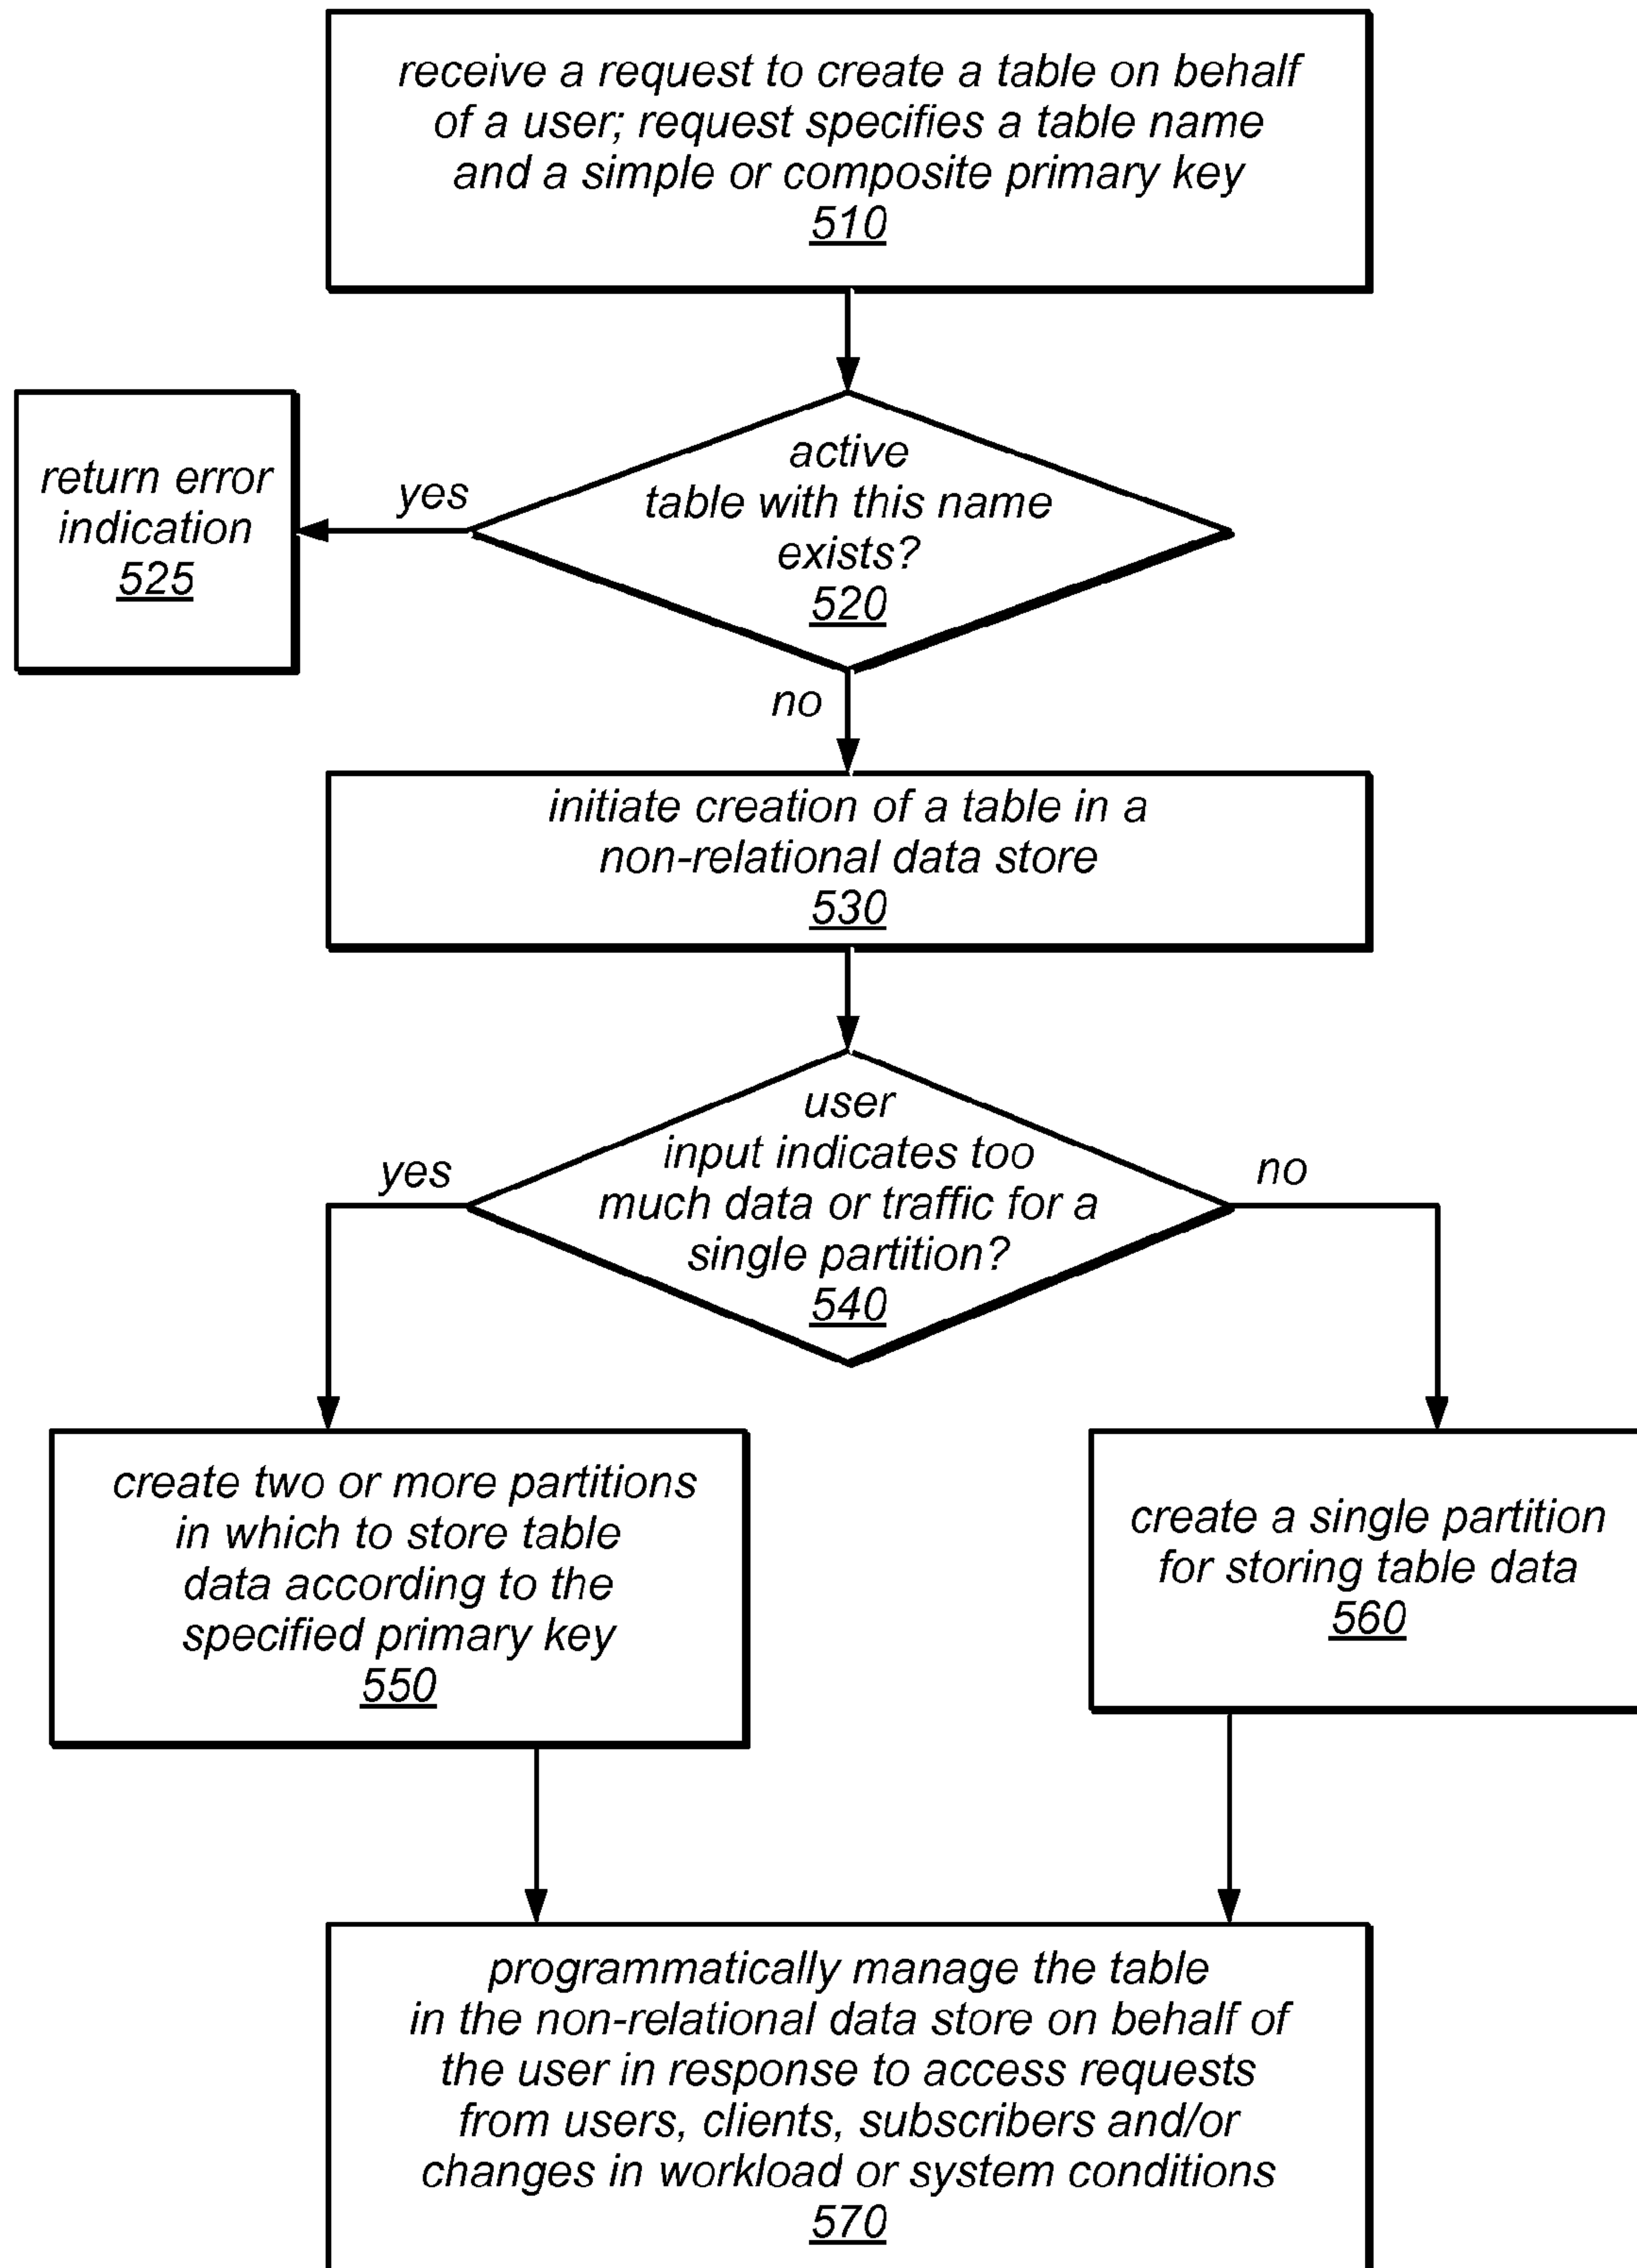 receive a request to create a table on behalf
of a user; request specifies a table name
and a simple or composite primary key
510
active
table with this name
exists?
520
yes
return error
indication
525
no
initiate creation of a table in a
non-relational data store
530
user
input indicates too
much data or traffic for a
single partition?
540
yes
no
create two or more partitions
in which to store table
data according to the
specified primary key
550
create a single partition
for storing table data
560
programmatically manage the table
in the non-relational data store on behalf of
the user in response to access requests
from users, clients, subscribers and/or
changes in workload or system conditions
570